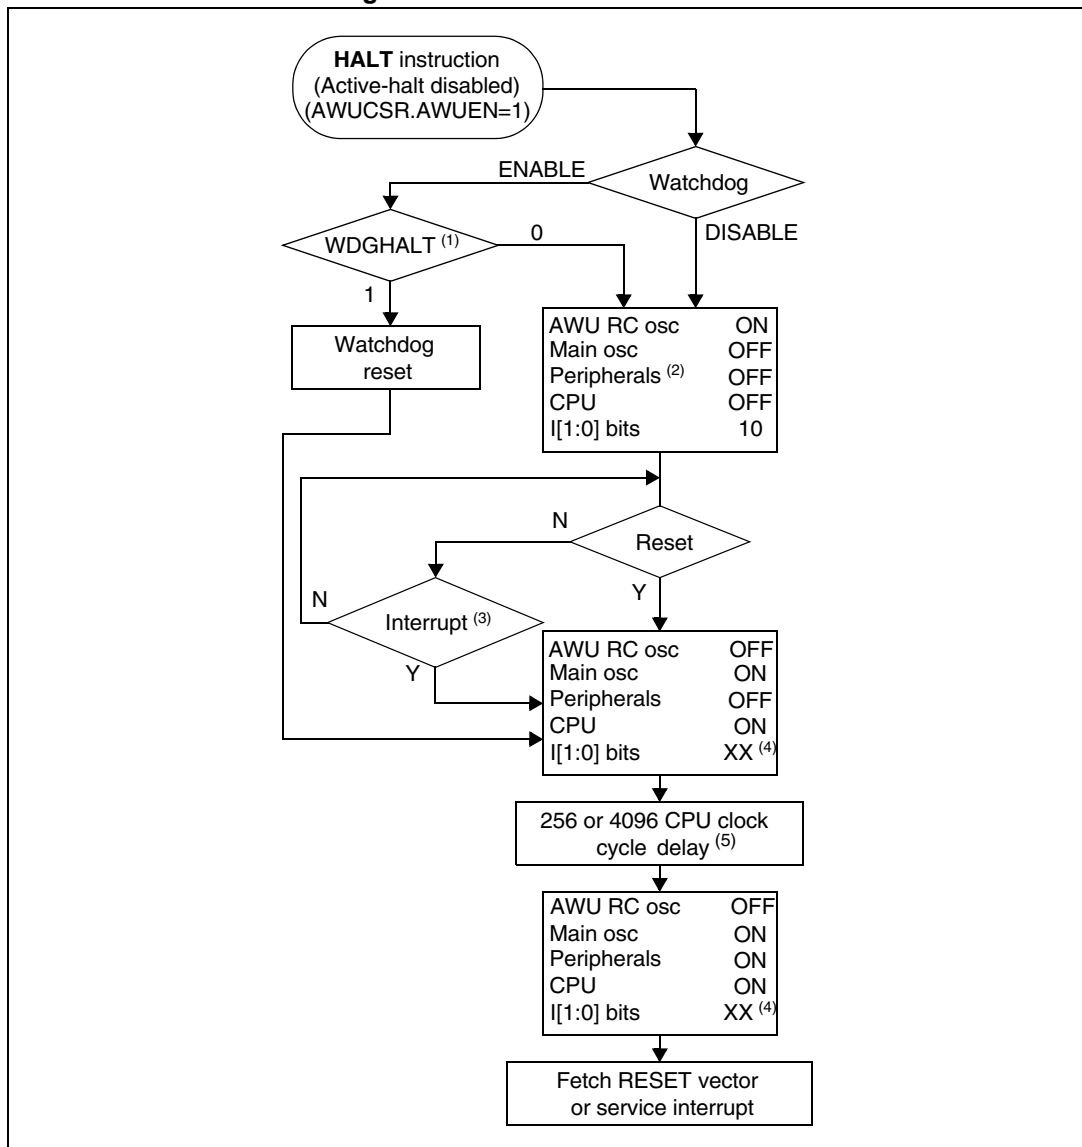 HALT instruction
(Active-halt disabled)
(AWUCSR.AWUEN=1)
ENABLE
Watchdog
WDGHALT (1)
0
DISABLE
1
Watchdog
reset
AWU RC osc ON
Main osc OFF
Peripherals (2) OFF
CPU OFF
I[1:0] bits 10
N
Reset
Y
N
Interrupt (3)
Y
AWU RC osc OFF
Main osc ON
Peripherals OFF
CPU ON
I[1:0] bits XX (4)
256 or 4096 CPU clock
cycle delay (5)
AWU RC osc OFF
Main osc ON
Peripherals ON
CPU ON
I[1:0] bits XX (4)
Fetch RESET vector
or service interrupt